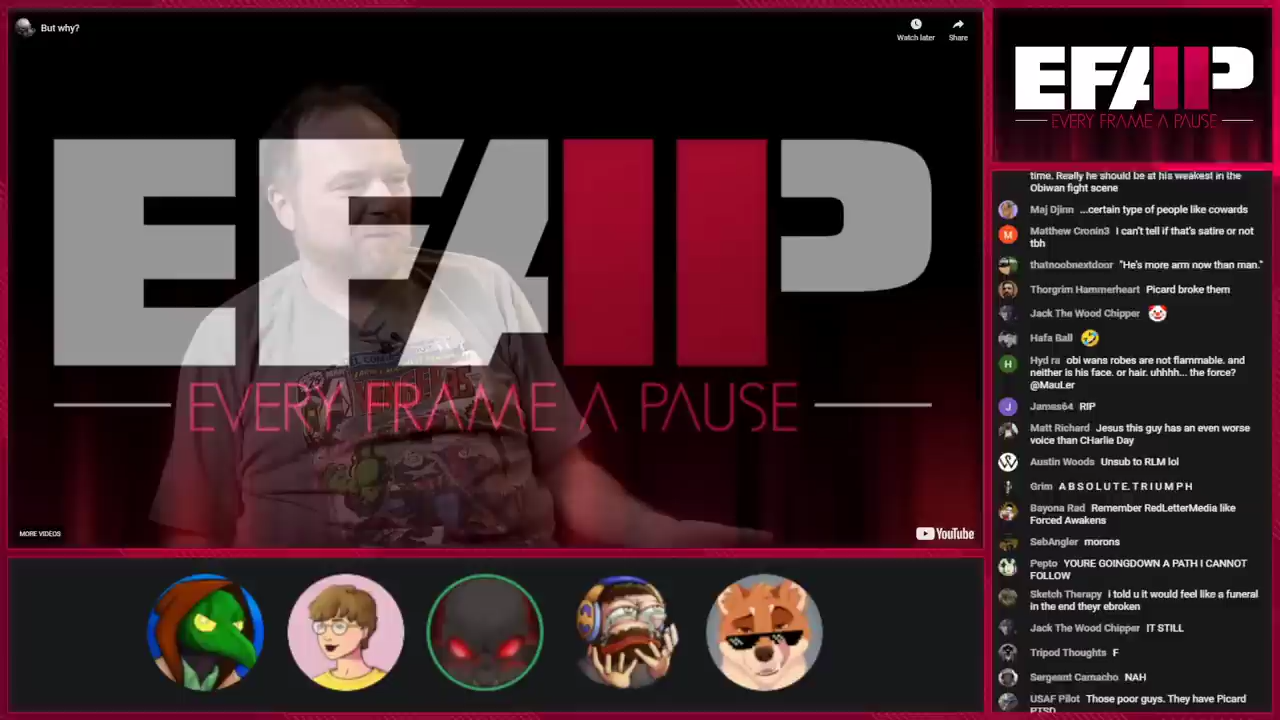 But why?
Watch later
Share
EFAP
EVERY FRAME A PAUSE
MORE VIDEOS
YouTube
EFAP
EVERY FRAME A PAUSE
time. Really he should be at his weakest in the
Obiwan fight scene
Maj Djinn ...certain type of people like cowards
Matthew Cronin3 I can't tell if that's satire or not
tbh
thatnoobnextdoor "He's more arm now than man."
Thorgrim Hammerheart Picard broke them
Jack The Wood Chipper
Hafa Ball
Hyd ra obi wans robes are not flammable. and
neither is his face. or hair. uhhhh... the force?
@MauLer
James64 RIP
Matt Richard Jesus this guy has an even worse
voice than CHarlie Day
Austin Woods Unsub to RLM lol
Grim A B S O L U T E. T R I U M P H
Bayona Rad Remember RedLetterMedia like
Forced Awakens
SebAngler morons
Pepto YOURE GOINGDOWN A PATH I CANNOT
FOLLOW
Sketch Therapy i told u it would feel like a funeral
in the end theyr ebroken
Jack The Wood Chipper IT STILL
Tripod Thoughts F
Sergeant Camacho NAH
USAF Pilot Those poor guys. They have Picard
PTSD